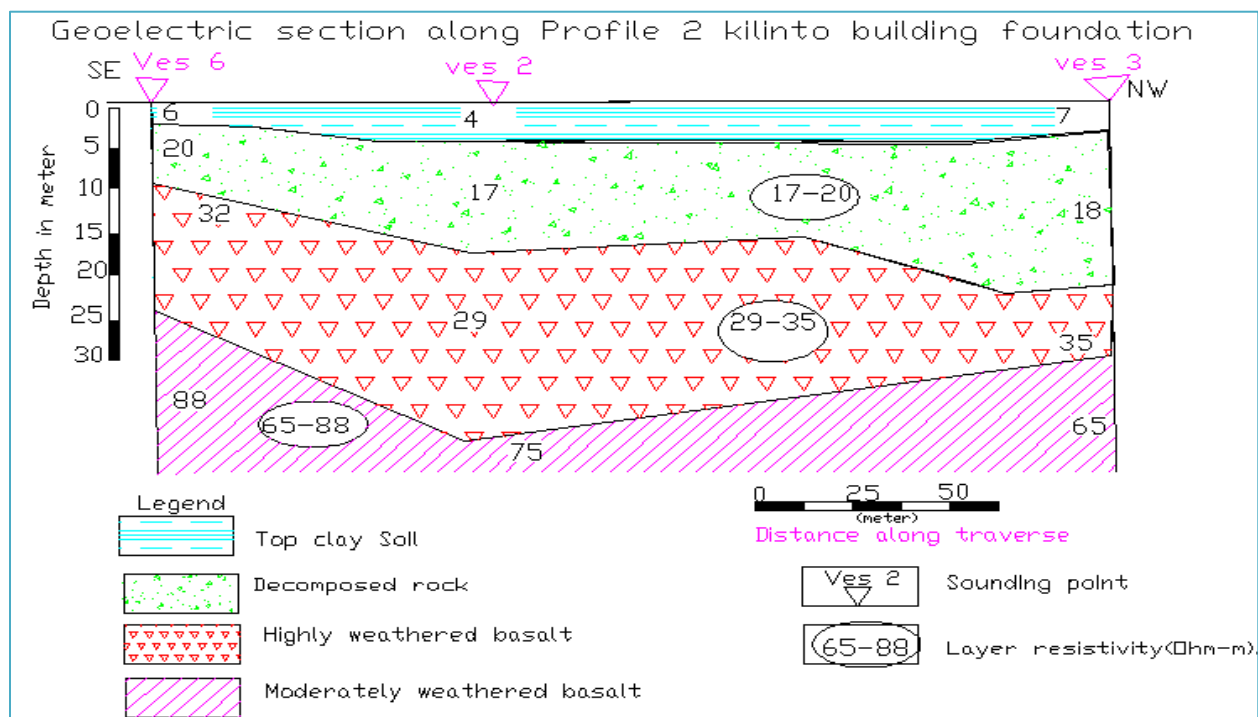 Geoelectric section along Profile 2 kilinto building foundation
SE Ves 6 ves 2 ves 3 NW
0
5
10
15
20
25
30
Depth in meter
6 4 7
20 17 17-20 18
32 29 29-35 35
88 65-88 75 65
Legend
Top clay Soil
Decomposed rock
Highly weathered basalt
Moderately weathered basalt
0 25 50
(meter)
Distance along traverse
Ves 2 Sounding point
65-88 Layer resistivity(□hm-m).